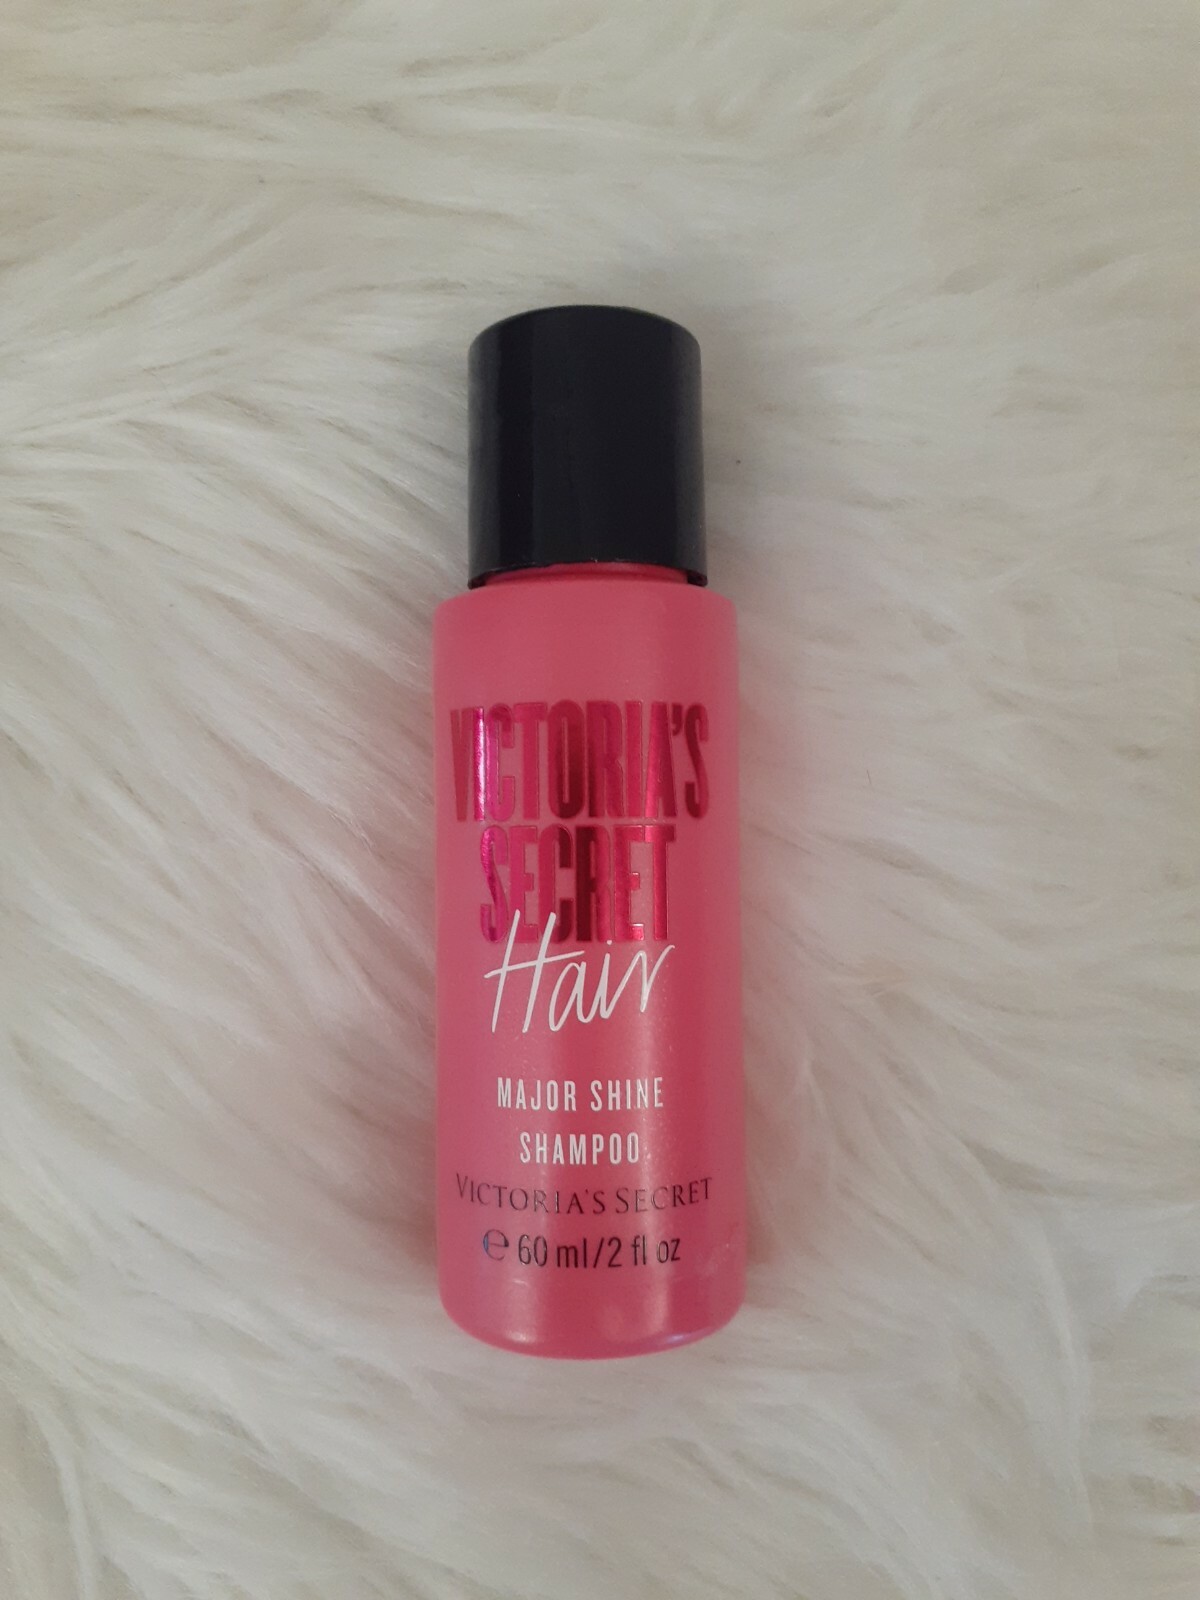 VICTORIA'S
SECRET
Hair
MAJOR SHINE
SHAMPOO
VICTORIA'S SECRET
℮ 60 ml/2 fl oz